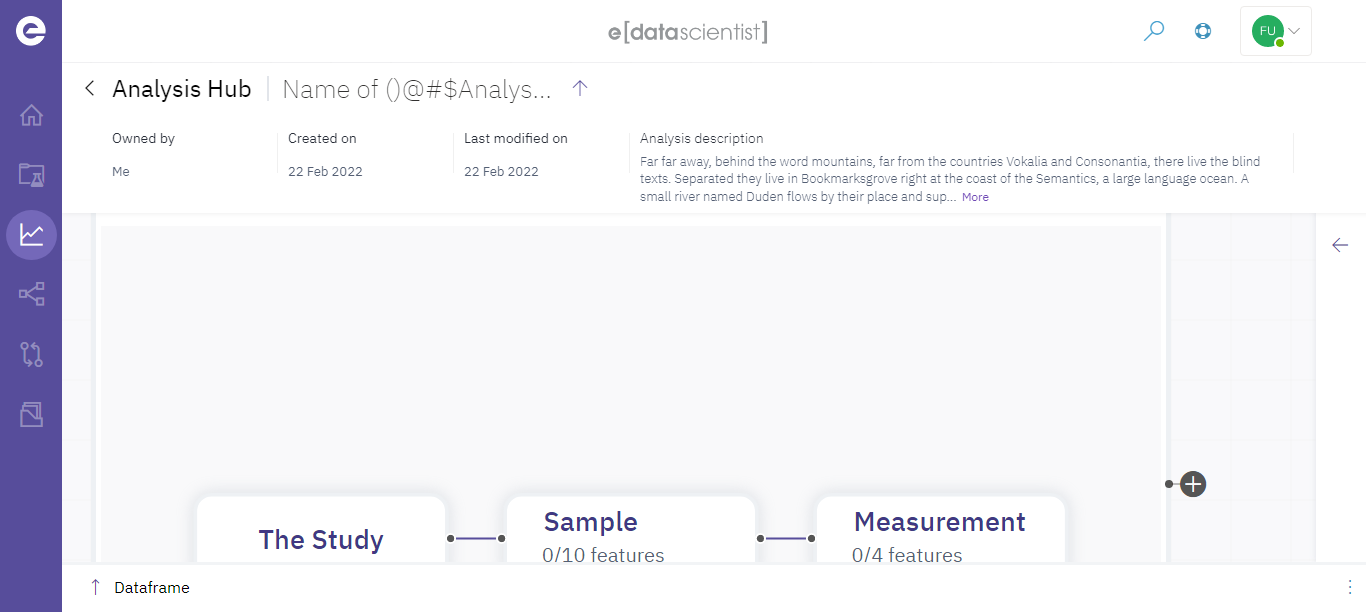 e[datascientist]
FU
Analysis Hub
Name of ()@#$Analys...
Owned by
Me
Created on
22 Feb 2022
Last modified on
22 Feb 2022
Analysis description
Far far away, behind the word mountains, far from the countries Vokalia and Consonantia, there live the blind
texts. Separated they live in Bookmarksgrove right at the coast of the Semantics, a large language ocean. A
small river named Duden flows by their place and sup... More
The Study
Sample
0/10 features
Measurement
0/4 features
Dataframe